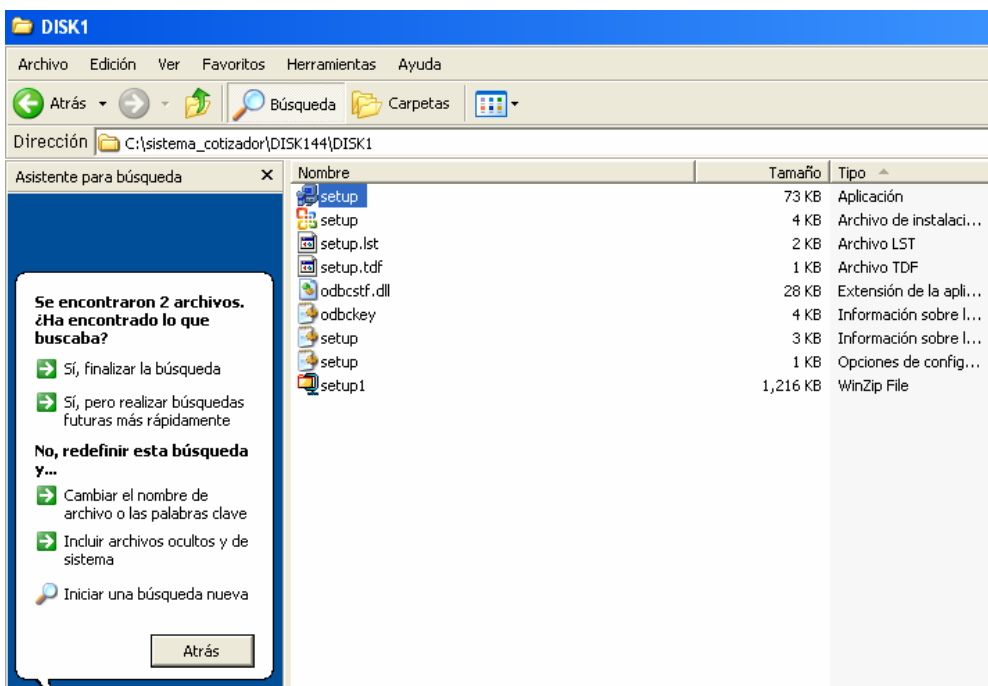 DISK1
Archivo Edición Ver Favoritos Herramientas Ayuda
Atrás Búsqueda Carpetas
Dirección C:\sistema_cotizador\DISK144\DISK1
Asistente para búsqueda
Se encontraron 2 archivos.
¿Ha encontrado lo que
buscaba?
Sí, finalizar la búsqueda
Sí, pero realizar búsquedas
futuras más rápidamente
No, redefinir esta búsqueda
y...
Cambiar el nombre de
archivo o las palabras clave
Incluir archivos ocultos y de
sistema
Iniciar una búsqueda nueva
Atrás
Nombre Tamaño Tipo
setup 73 KB Aplicación
setup 4 KB Archivo de instalaci...
setup.lst 2 KB Archivo LST
setup.tdf 1 KB Archivo TDF
odbcstf.dll 28 KB Extensión de la apli...
odbckey 4 KB Información sobre l...
setup 3 KB Información sobre l...
setup 1 KB Opciones de config...
setup1 1,216 KB WinZip File